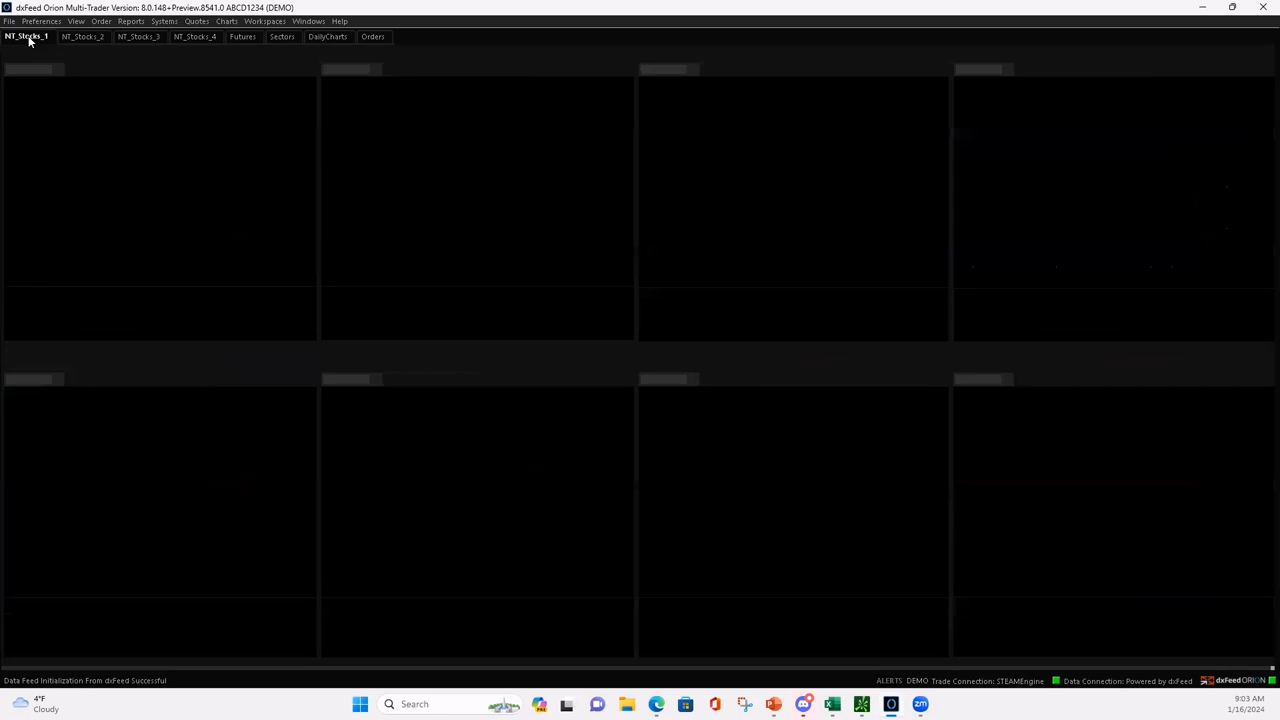 dxFeed Orion Multi-Trader Version: 8.0.148+Preview.8541.0 ABCD1234 (DEMO)
File Preferences View Order Reports Systems Quotes Charts Workspaces Windows Help
NT_Stocks_1 NT_Stocks_2 NT_Stocks_3 NT_Stocks_4 Futures Sectors DailyCharts Orders
Data Feed Initialization From dxFeed Successful ALERTS DEMO Trade Connection: STEAMEngine Data Connection: Powered by dxFeed dxFeed ORION
4°F
Cloudy
Search
PRE
zm
9:03 AM
1/16/2024